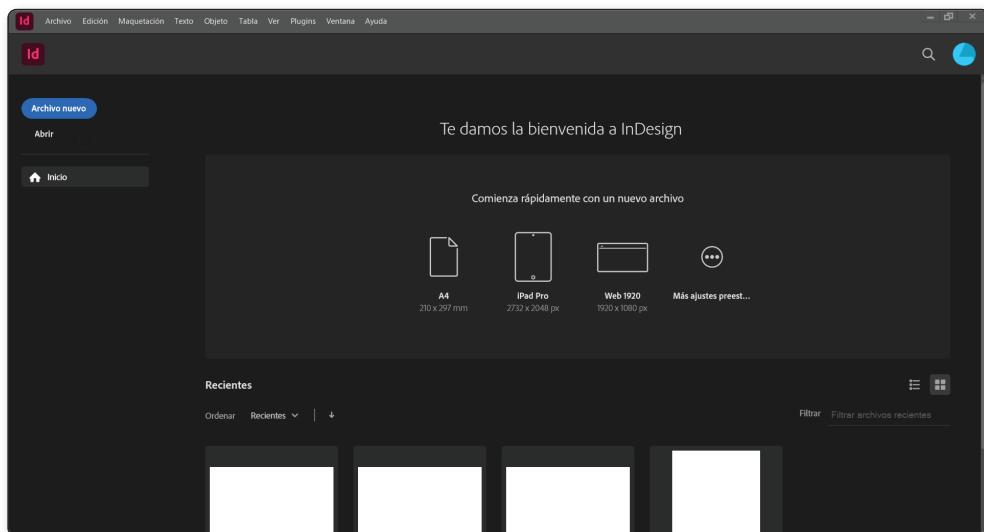 Id Archivo Edición Maquetación Texto Objeto Tabla Ver Plugins Ventana Ayuda
Id
Archivo nuevo
Abrir
Inicio
Te damos la bienvenida a InDesign
Comienza rápidamente con un nuevo archivo
A4 iPad Pro Web 1920 Más ajustes preest...
210 x 297 mm 2732 x 2048 px 1920 x 1080 px
Recientes
Ordenar Recientes Filtrar Filtrar archivos recientes